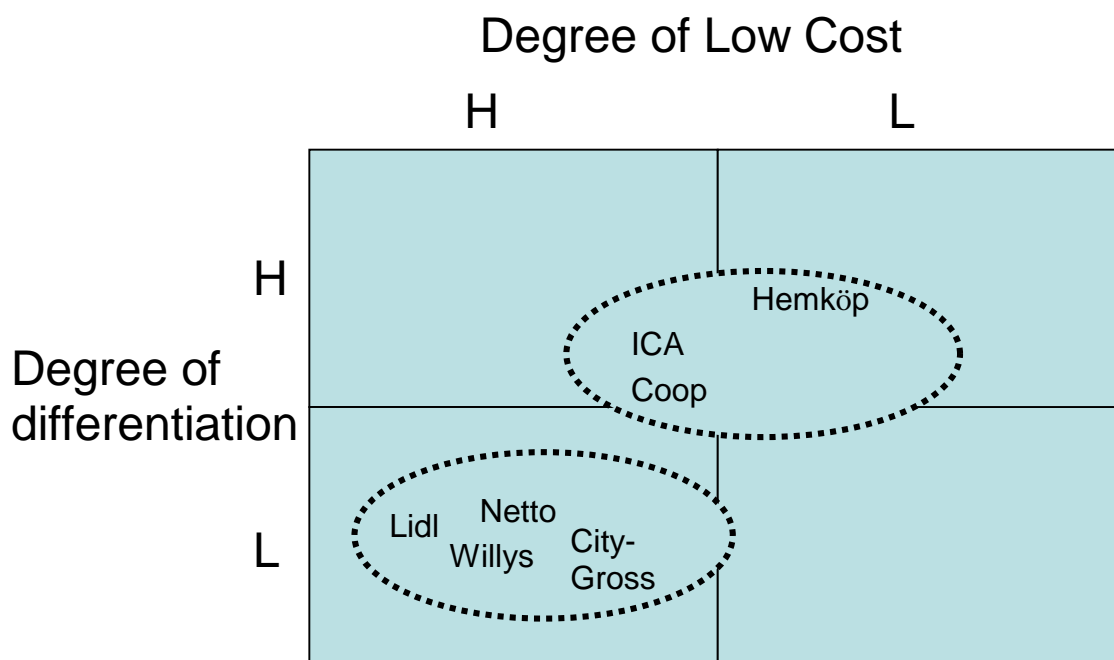 Degree of Low Cost
H
L
H
Hemköp
ICA
Coop
Degree of
differentiation
L
Lidl
Netto
Willys
City-
Gross